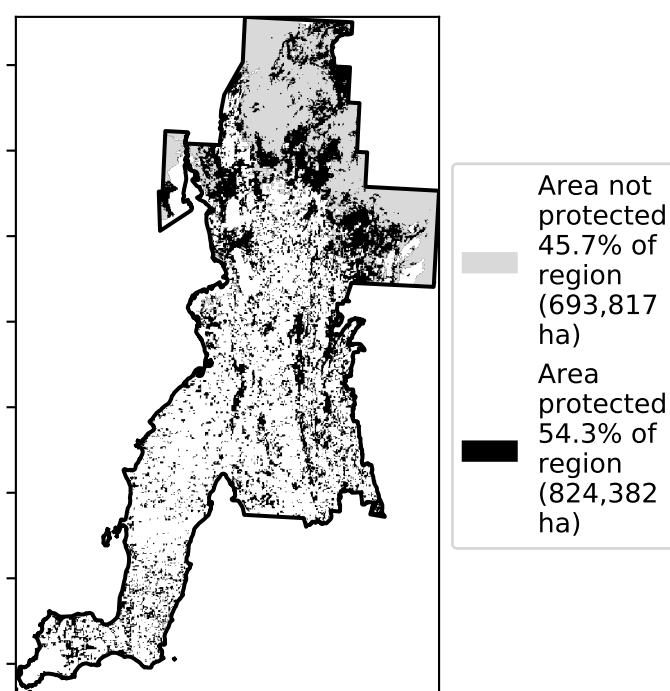 Area not
protected
45.7% of
region
(693,817
ha)
Area
protected
54.3% of
region
(824,382
ha)